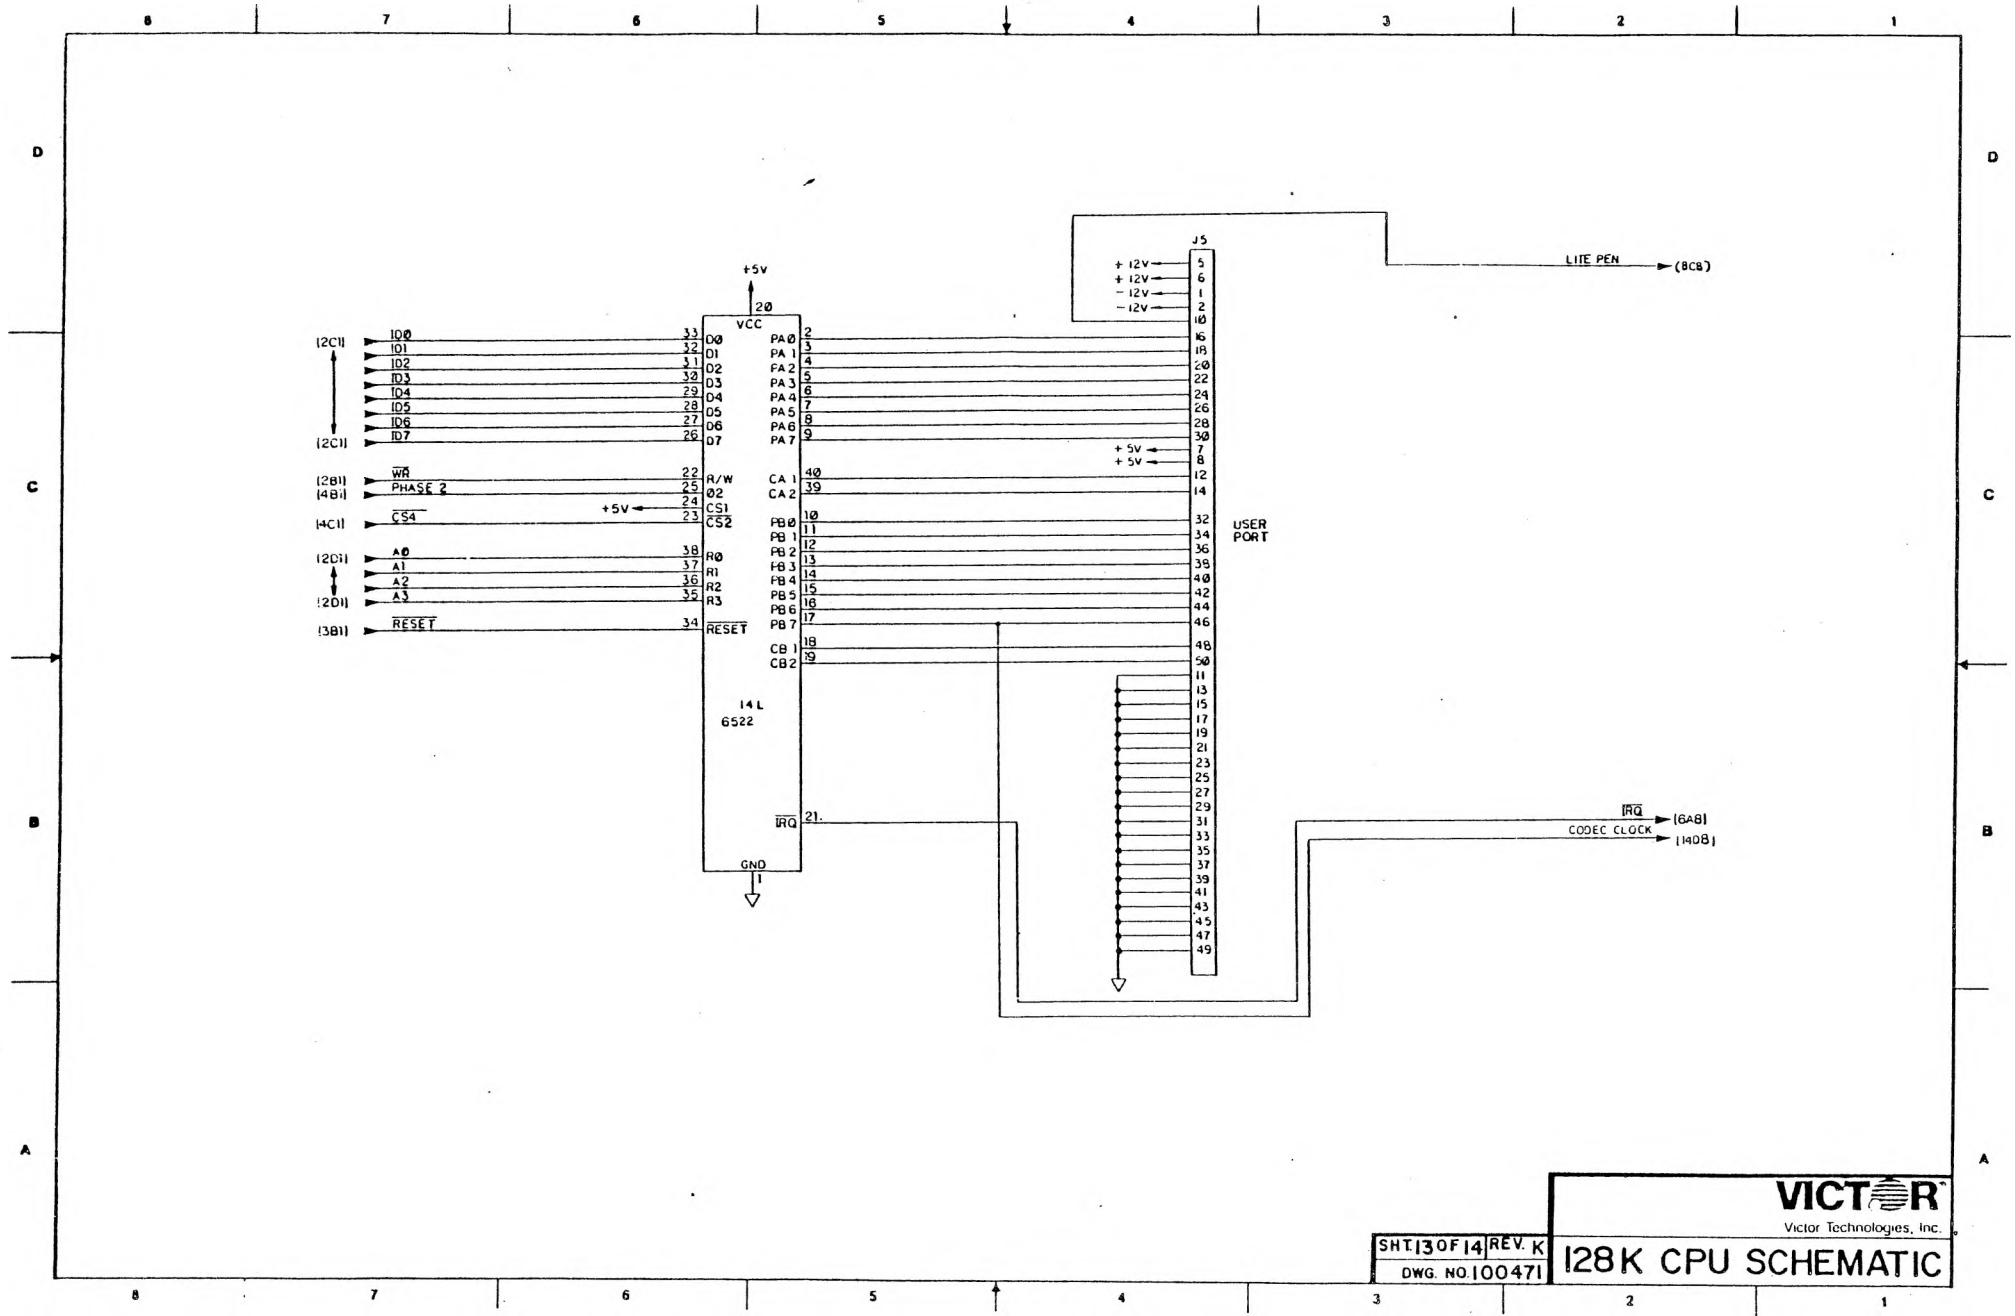 8 7 6 5 4 3 2 1
D D
C C
B B
A A
J5
LITE PEN (8C8)
+5V
20
VCC
+ 12V 5
+ 12V 6
- 12V 1
- 12V 2
10
[2C1] ID0 33 D0 PA0 2 16
ID1 32 D1 PA1 3 18
ID2 31 D2 PA2 4 20
ID3 30 D3 PA3 5 22
ID4 29 D4 PA4 6 24
ID5 28 D5 PA5 7 26
ID6 27 D6 PA6 8 28
[2C1] ID7 26 D7 PA7 9 30
+ 5V 7
+ 5V 8
[2B1] WR 22 R/W CA1 40 12
[4B1] PHASE 2 25 Ø2 CA2 39 14
+5V 24 CS1
[4C1] CS4 23 CS2 PB0 10 32
PB1 11 34
USER PORT
PB2 12 36
[2D1] A0 38 R0 PB3 13 38
A1 37 R1 PB4 14 40
A2 36 R2 PB5 15 42
[2D1] A3 35 R3 PB6 16 44
[3B1] RESET 34 RESET PB7 17 46
CB1 18 48
CB2 19 50
11
13
15
17
19
21
23
25
27
29
31
33
35
37
39
41
43
45
47
49
14L
6522
IRQ 21.
IRQ [6A8]
CODEC CLOCK [14D8]
GND
1
VICTOR
Victor Technologies, Inc.
SHT.13 OF 14 REV. K
DWG. NO.100471
128K CPU SCHEMATIC
8 7 6 5 4 3 2 1